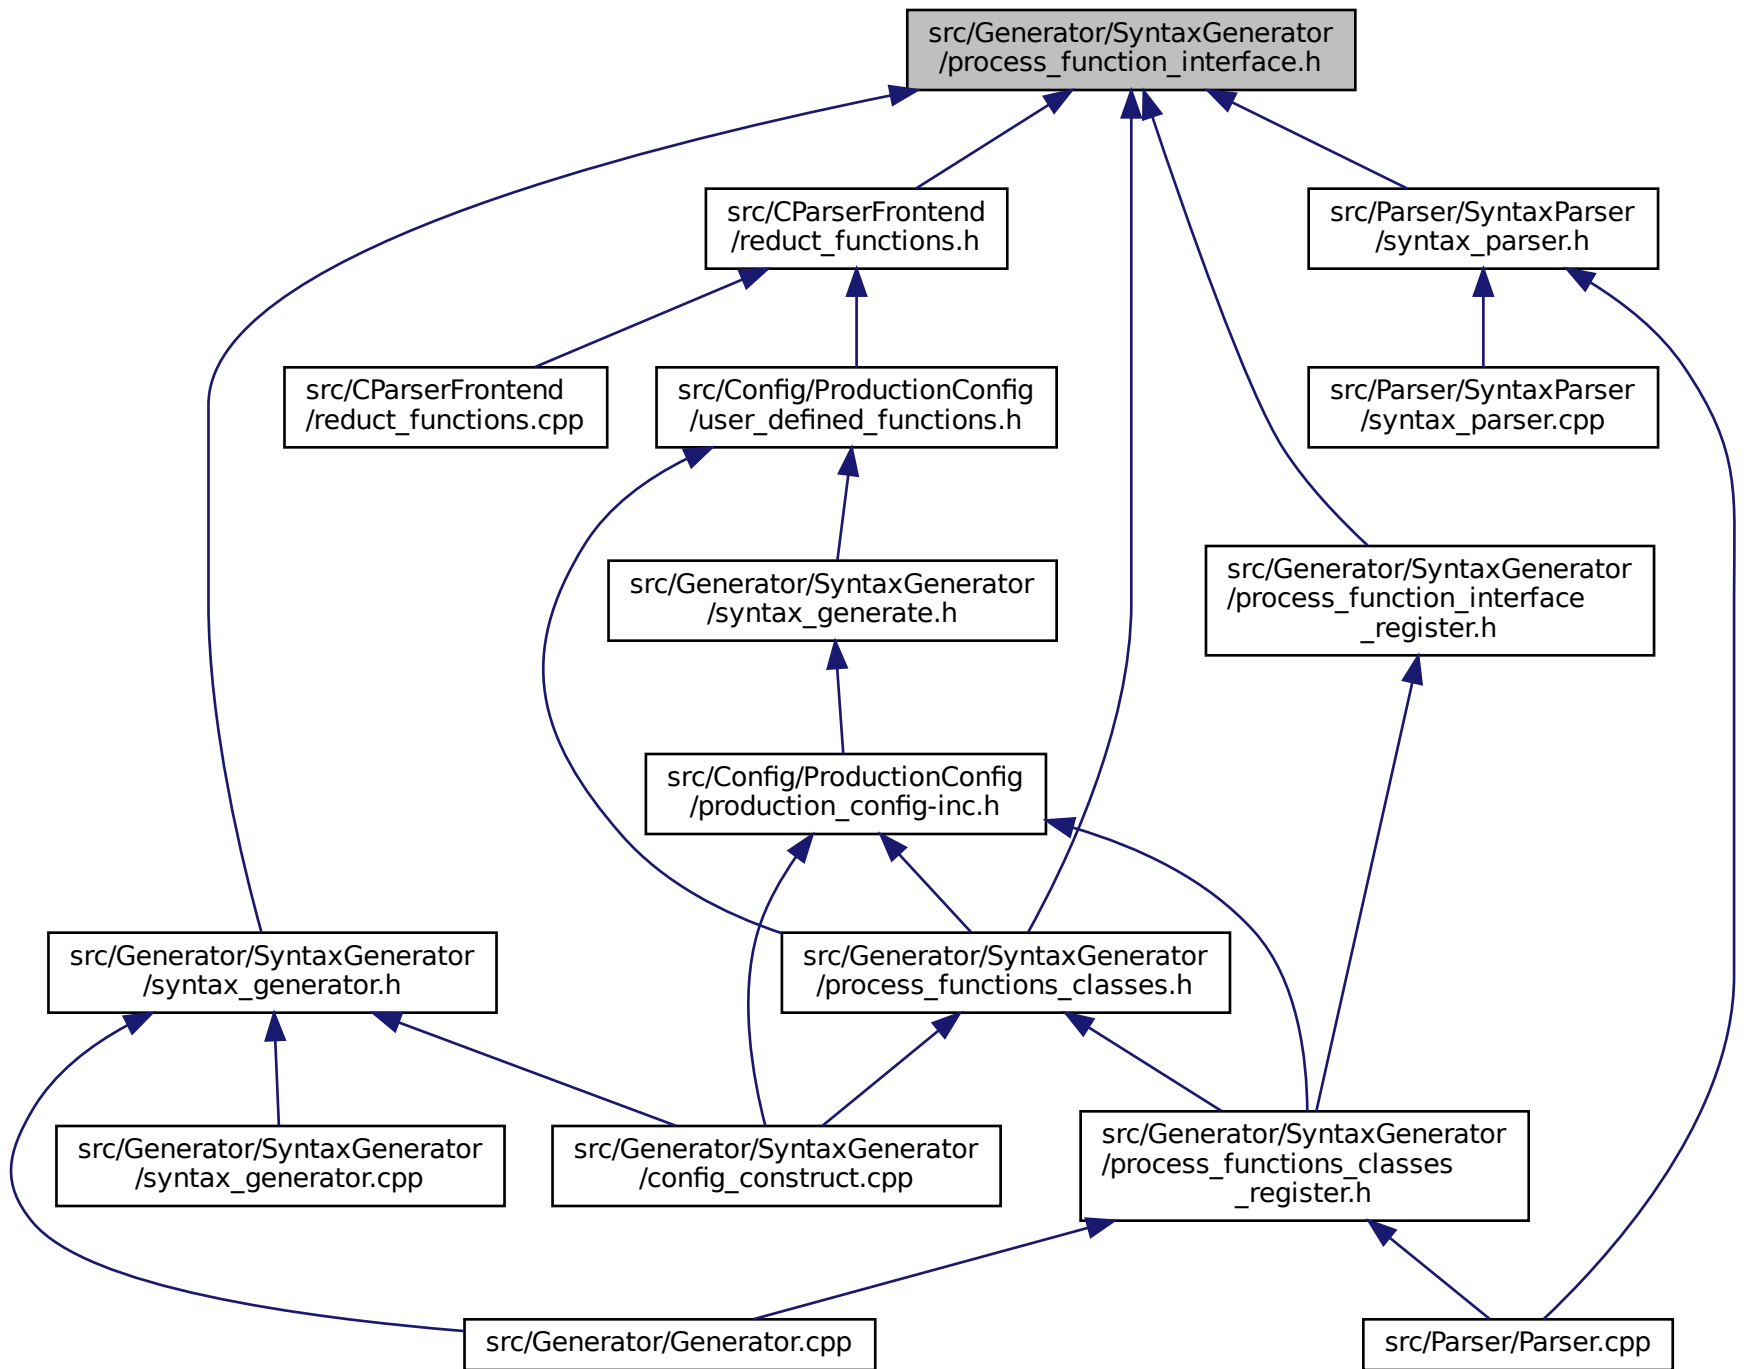 src/Generator/SyntaxGenerator
/process_function_interface.h
src/CParserFrontend
/reduct_functions.h
src/Parser/SyntaxParser
/syntax_parser.h
src/CParserFrontend
/reduct_functions.cpp
src/Config/ProductionConfig
/user_defined_functions.h
src/Parser/SyntaxParser
/syntax_parser.cpp
src/Generator/SyntaxGenerator
/syntax_generate.h
src/Generator/SyntaxGenerator
/process_function_interface
_register.h
src/Config/ProductionConfig
/production_config-inc.h
src/Generator/SyntaxGenerator
/syntax_generator.h
src/Generator/SyntaxGenerator
/process_functions_classes.h
src/Generator/SyntaxGenerator
/syntax_generator.cpp
src/Generator/SyntaxGenerator
/config_construct.cpp
src/Generator/SyntaxGenerator
/process_functions_classes
_register.h
src/Generator/Generator.cpp
src/Parser/Parser.cpp